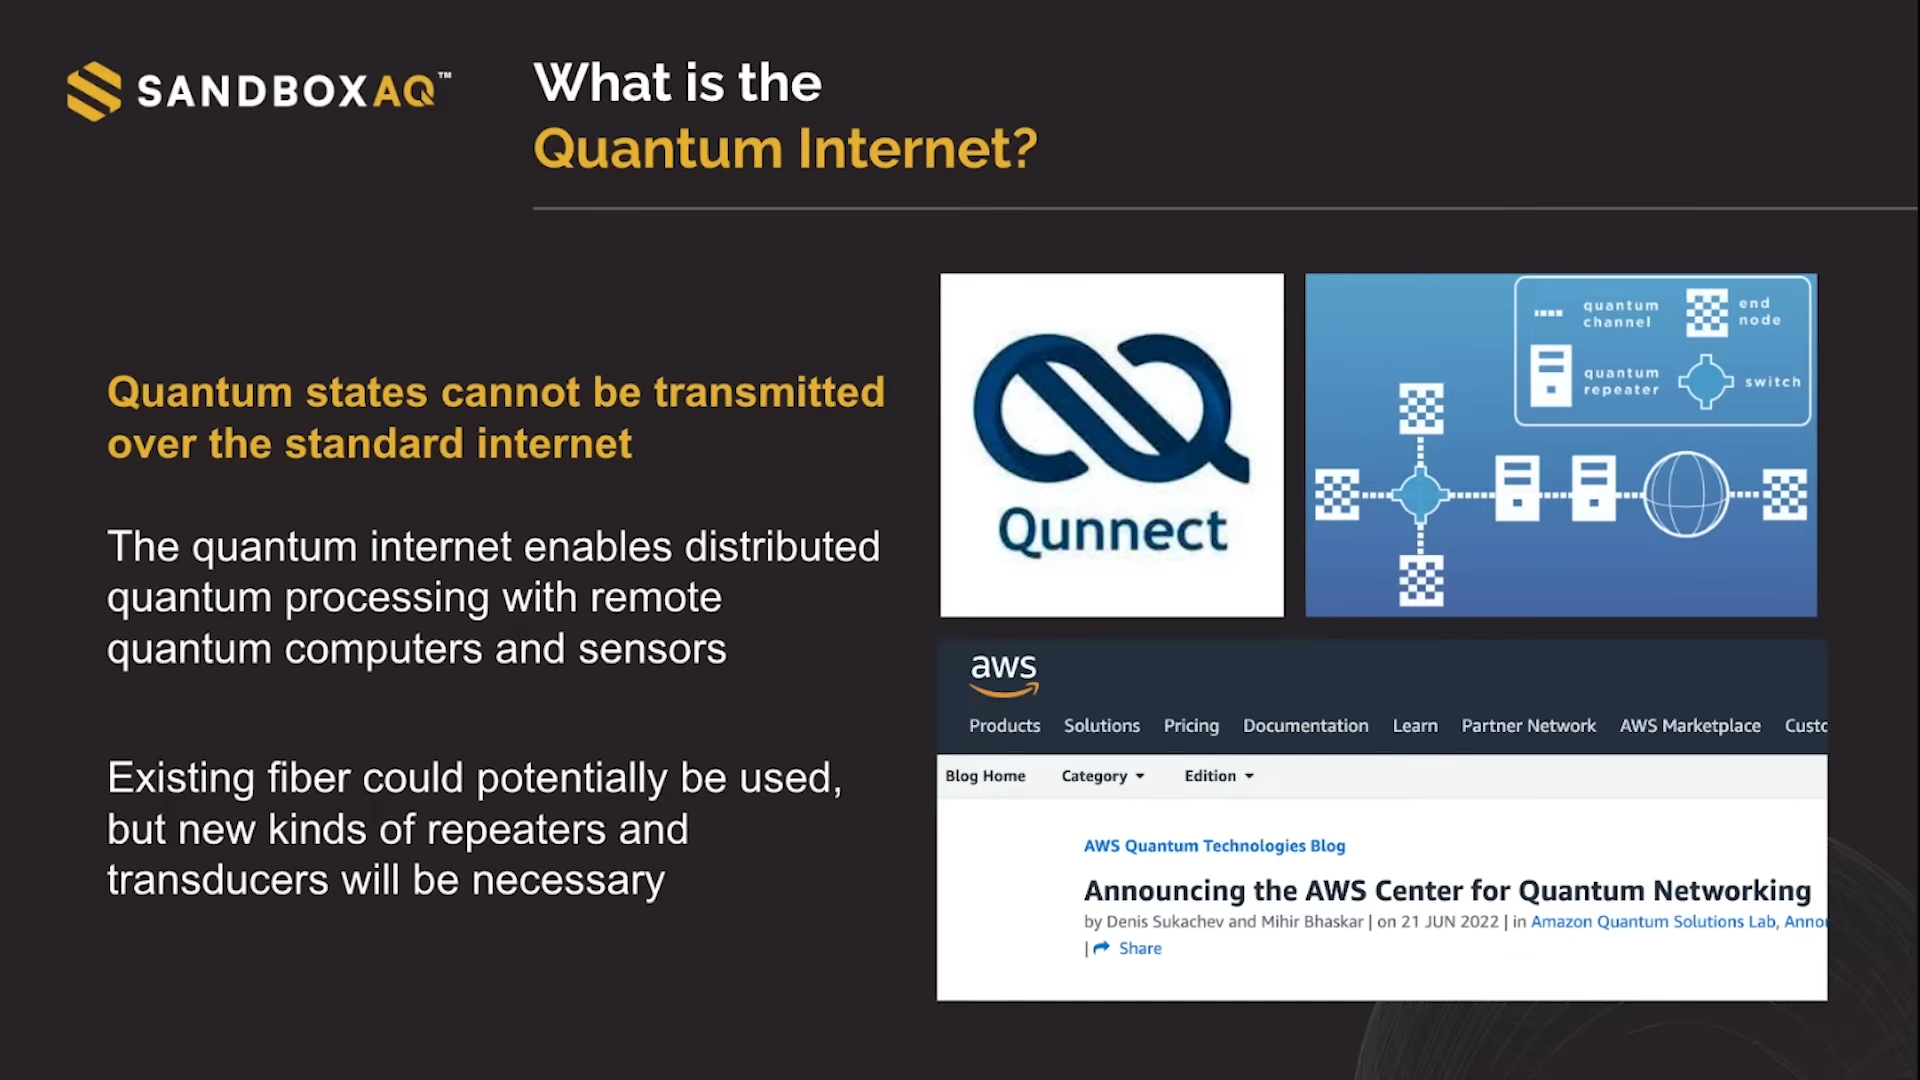 SANDBOXAQ™
What is the
Quantum Internet?
Quantum states cannot be transmitted
over the standard internet
The quantum internet enables distributed
quantum processing with remote
quantum computers and sensors
Existing fiber could potentially be used,
but new kinds of repeaters and
transducers will be necessary
Qunnect
quantum
channel
end
node
quantum
repeater
switch
aws
Products Solutions Pricing Documentation Learn Partner Network AWS Marketplace Custo
Blog Home Category Edition
AWS Quantum Technologies Blog
Announcing the AWS Center for Quantum Networking
by Denis Sukachev and Mihir Bhaskar | on 21 JUN 2022 | in Amazon Quantum Solutions Lab, Anno
| Share